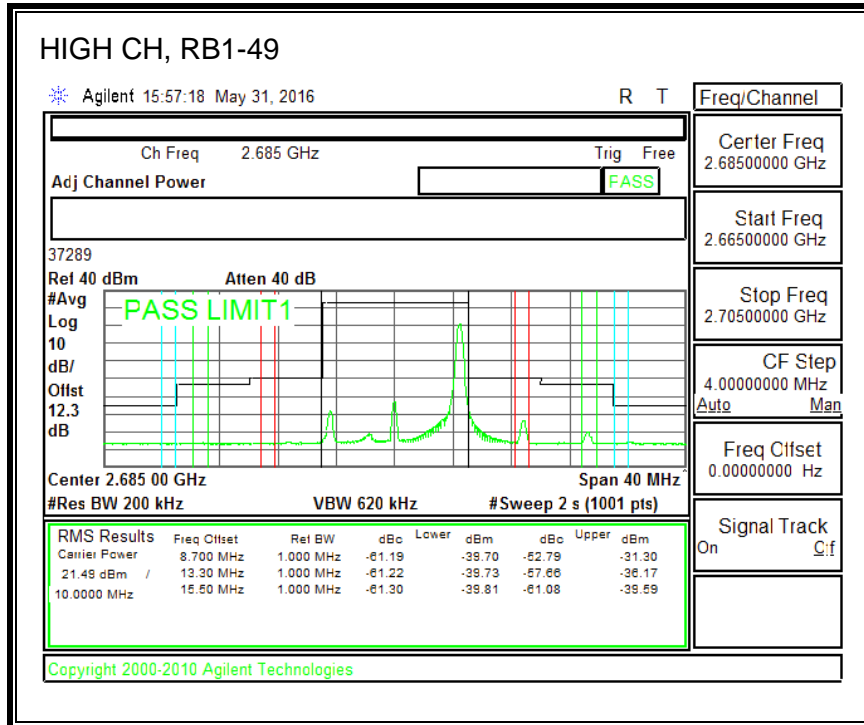 HIGH CH, RB1-49
Agilent 15:57:18 May 31, 2016 R T
Freq/Channel
Ch Freq 2.685 GHz Trig Free
Adj Channel Power PASS
Center Freq
2.68500000 GHz
Start Freq
2.66500000 GHz
Stop Freq
2.70500000 GHz
CF Step
4.00000000 MHz
Auto Man
Freq Offset
0.00000000 Hz
Signal Track
On Off
37289
Ref 40 dBm Atten 40 dB
#Avg
Log
10
dB/
Offst
12.3
dB
PASS LIMIT1
Center 2.685 00 GHz Span 40 MHz
#Res BW 200 kHz VBW 620 kHz #Sweep 2 s (1001 pts)
RMS Results Freq Offset Ref BW dBc Lower dBm dBc Upper dBm
Carrier Power 8.700 MHz 1.000 MHz -61.19 -39.70 -52.79 -31.30
21.49 dBm / 13.30 MHz 1.000 MHz -61.22 -39.73 -57.66 -36.17
10.0000 MHz 15.50 MHz 1.000 MHz -61.30 -39.81 -61.08 -39.59
Copyright 2000-2010 Agilent Technologies